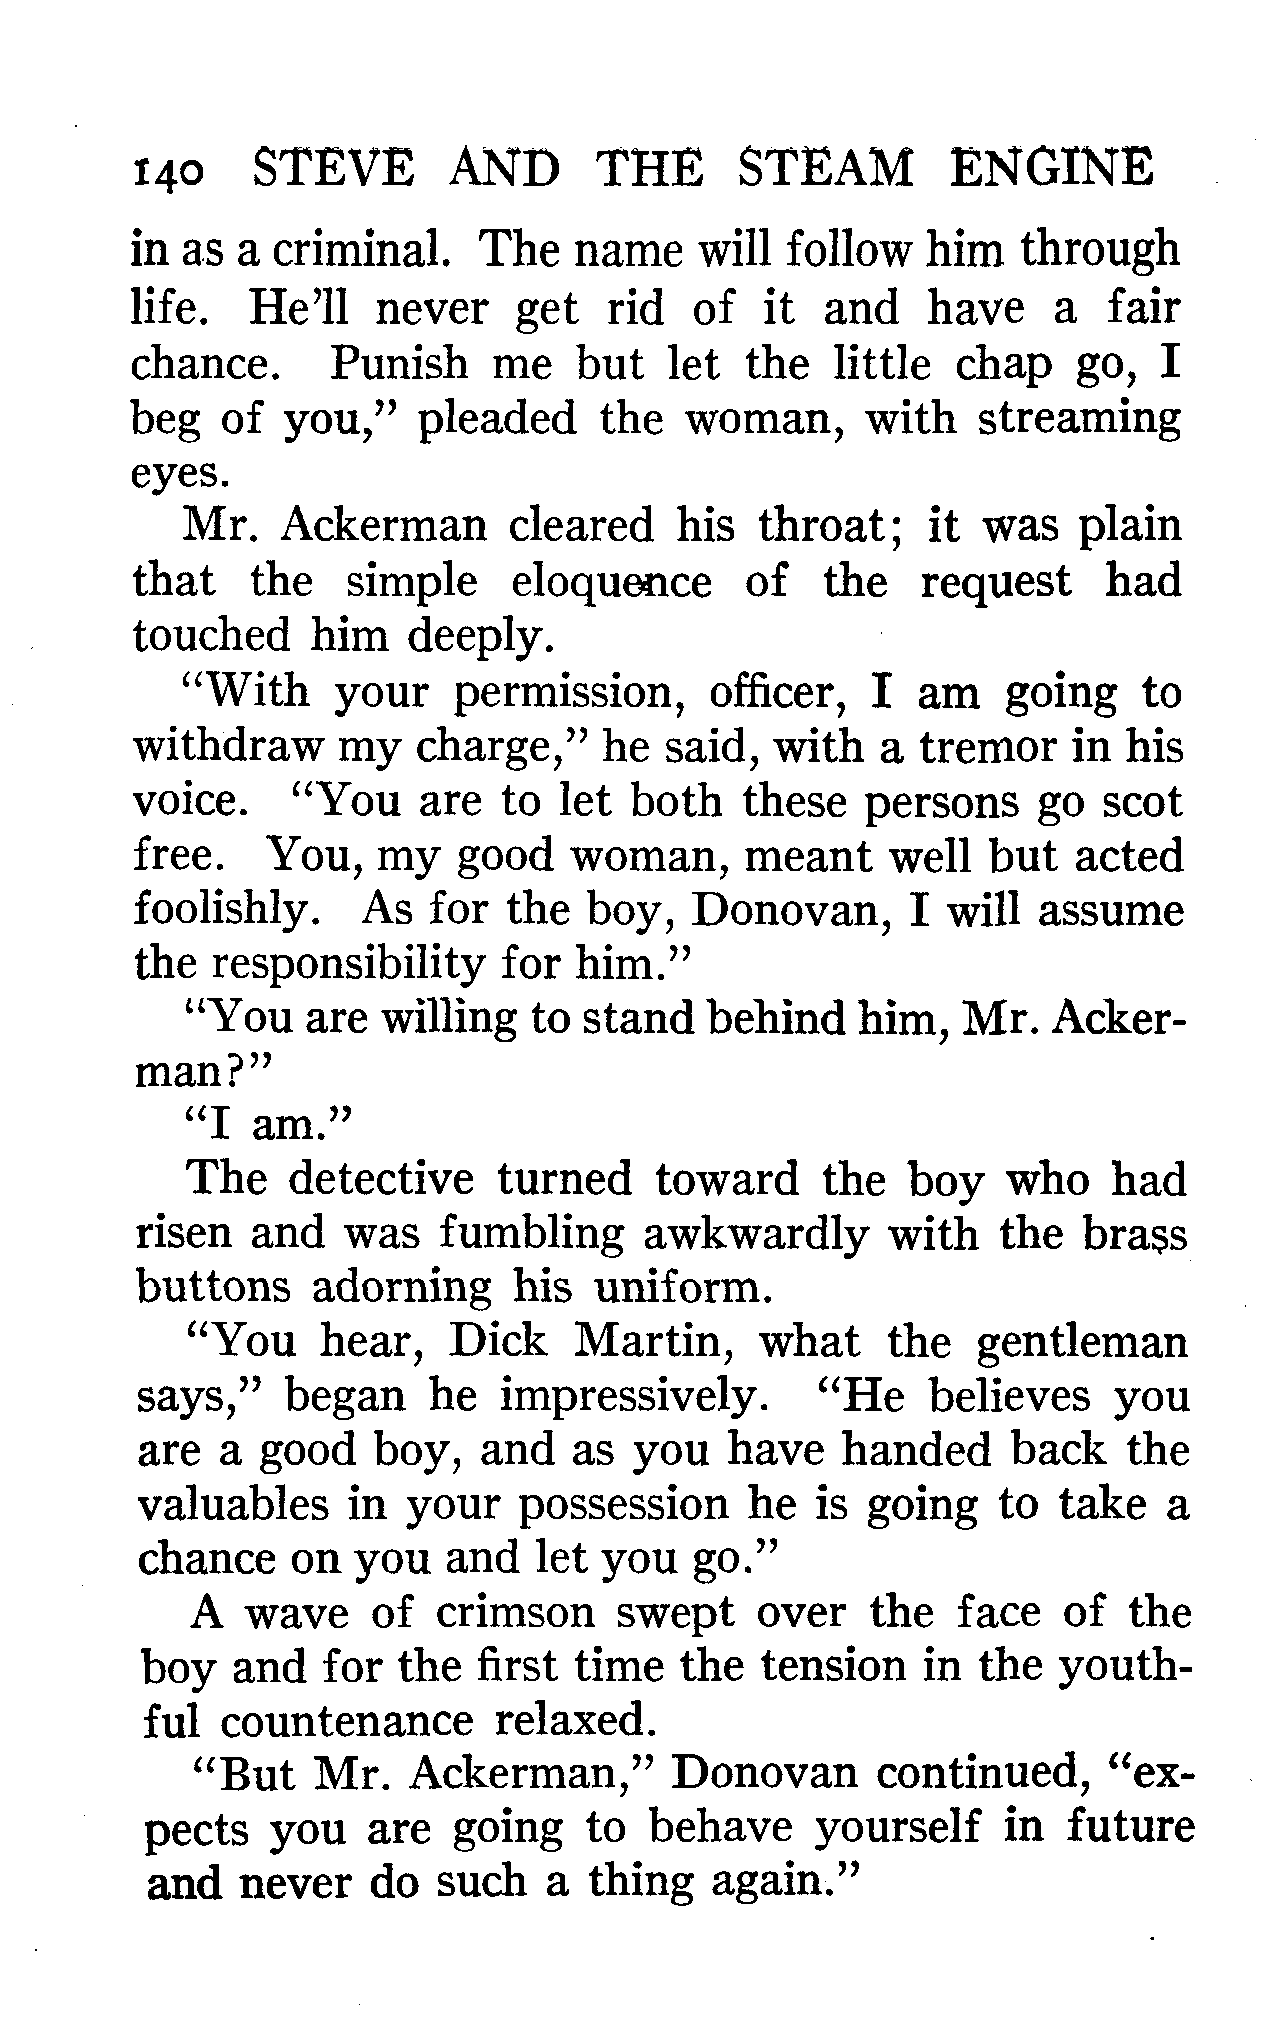 140 STEVE AND THE STEAM ENGINE
in as a criminal. The name will follow him through
life. He'll never get rid of it and have a fair
chance. Punish me but let the little chap go, I
beg of you,” pleaded the woman, with streaming
eyes.
Mr. Ackerman cleared his throat; it was plain
that the simple eloquence of the request had
touched him deeply.
“With your permission, officer, I am going to
withdraw my charge,” he said, with a tremor in his
voice. “You are to let both these persons go scot
free. You, my good woman, meant well but acted
foolishly. As for the boy, Donovan, I will assume
the responsibility for him.”
“You are willing to stand behind him, Mr. Acker-
man?”
“I am.”
The detective turned toward the boy who had
risen and was fumbling awkwardly with the brass
buttons adorning his uniform.
“You hear, Dick Martin, what the gentleman
says,” began he impressively. “He believes you
are a good boy, and as you have handed back the
valuables in your possession he is going to take a
chance on you and let you go.”
A wave of crimson swept over the face of the
boy and for the first time the tension in the youth-
ful countenance relaxed.
“But Mr. Ackerman,” Donovan continued, “ex-
pects you are going to behave yourself in future
and never do such a thing again.”